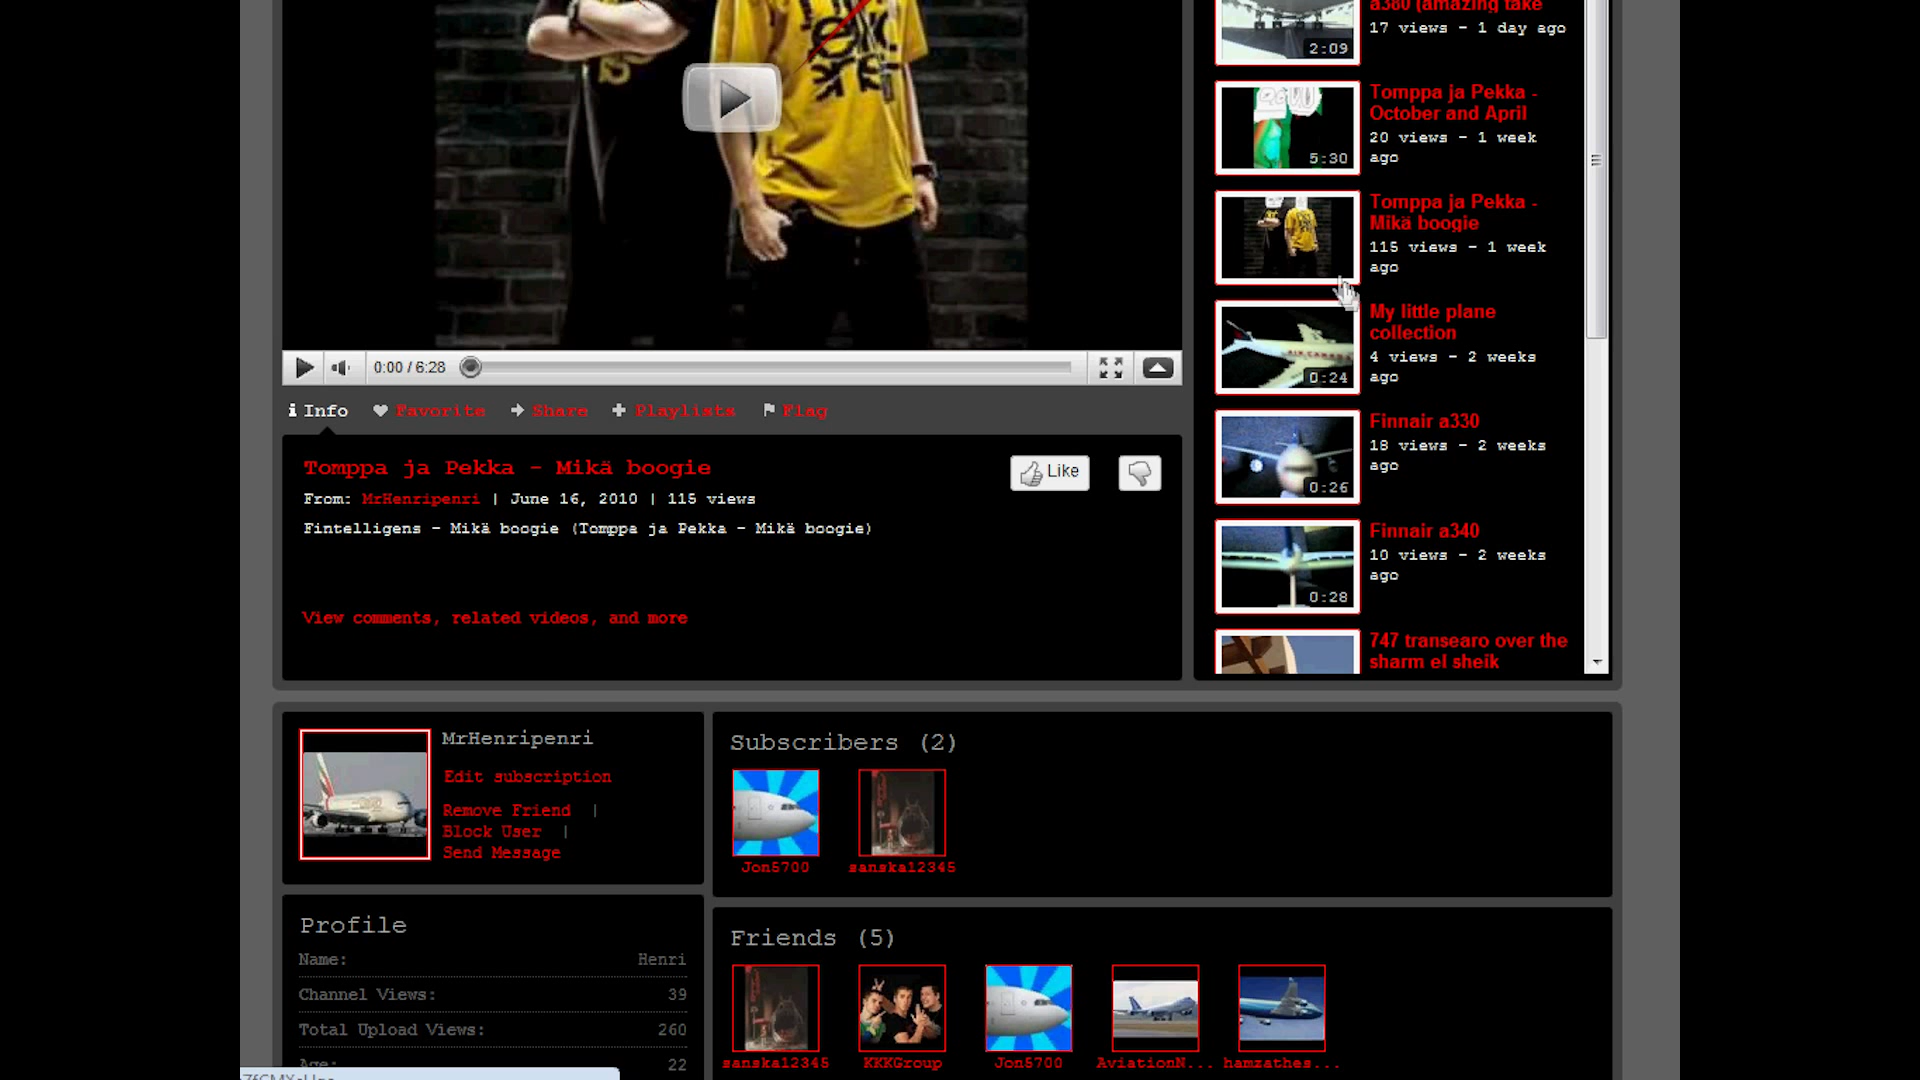 a380 (amazing take
17 views - 1 day ago
2:09
Tomppa ja Pekka -
October and April
20 views - 1 week
ago
5:30
Tomppa ja Pekka -
Mikä boogie
115 views - 1 week
ago
My little plane
collection
4 views - 2 weeks
ago
0:24
Finnair a330
18 views - 2 weeks
ago
0:26
Finnair a340
10 views - 2 weeks
ago
0:28
747 transearo over the
sharm el sheik
0:00 / 6:28
Info Favorite Share Playlists Flag
Tomppa ja Pekka - Mikä boogie
Like
From: MrHenripenri | June 16, 2010 | 115 views
Fintelligens - Mikä boogie (Tomppa ja Pekka - Mikä boogie)
View comments, related videos, and more
MrHenripenri
Edit subscription
Remove Friend |
Block User |
Send Message
Subscribers (2)
Jon5700 sanska12345
Profile
Name: Henri
Channel Views: 39
Total Upload Views: 260
Age: 22
Friends (5)
sanska12345 KKKGroup Jon5700 AviationN... hamzathes...